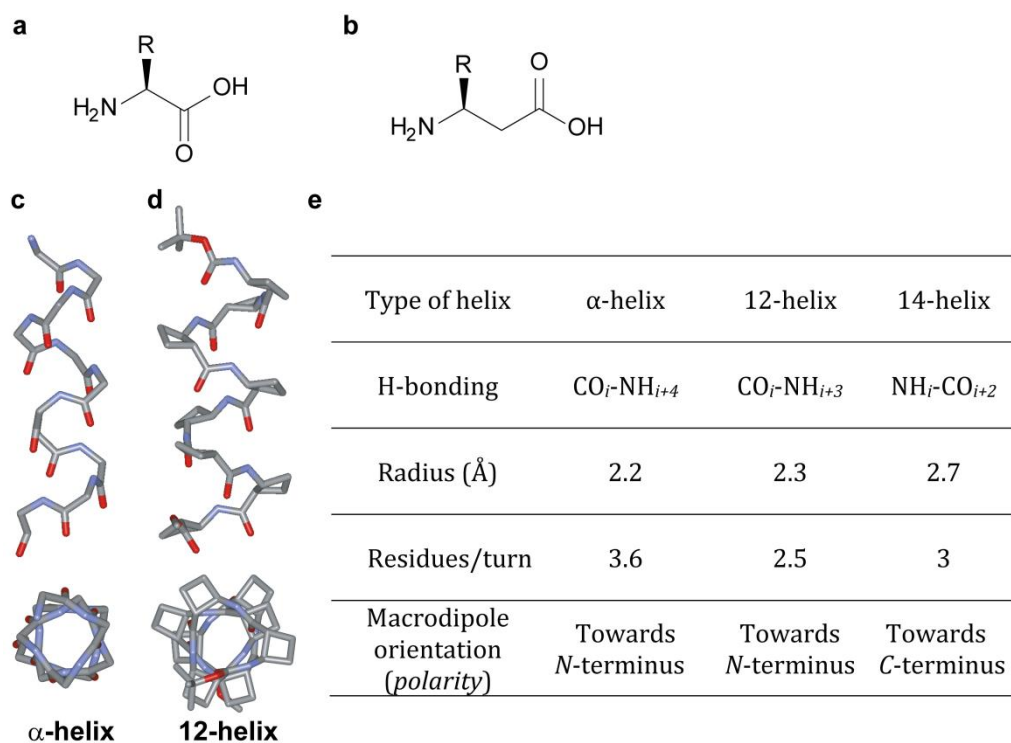 a
b
R
H₂N
OH
O
R
O
H₂N
OH
c
d
e
Type of helix α-helix 12-helix 14-helix
H-bonding COᵢ-NHᵢ₊₄ COᵢ-NHᵢ₊₃ NHᵢ-COᵢ₊₂
Radius (Å) 2.2 2.3 2.7
Residues/turn 3.6 2.5 3
Macrodipole
orientation
(polarity)
Towards
N-terminus
Towards
N-terminus
Towards
C-terminus
α-helix
12-helix